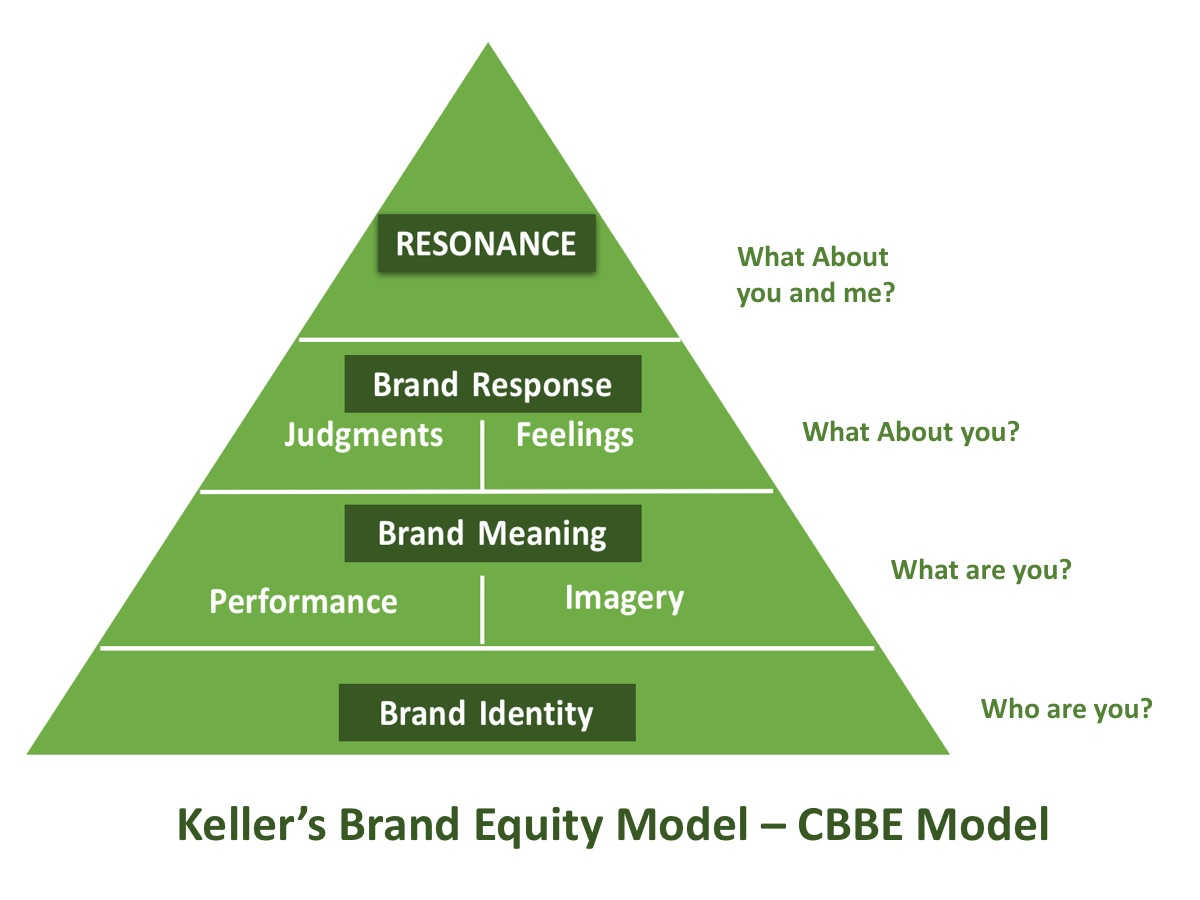 RESONANCE
What About
you and me?
Brand Response
Judgments
Feelings
What About you?
Brand Meaning
Performance
Imagery
What are you?
Brand Identity
Who are you?
Keller’s Brand Equity Model – CBBE Model